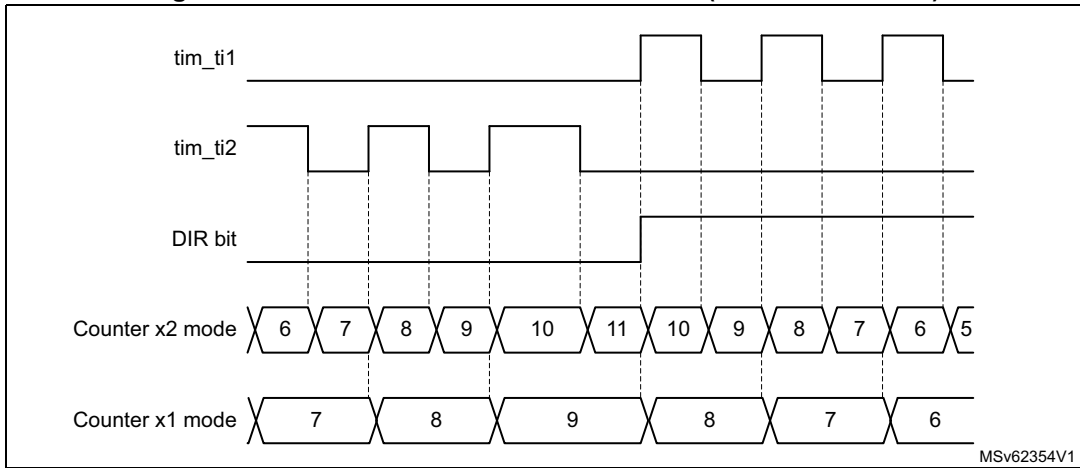 tim_ti1
tim_ti2
DIR bit
Counter x2 mode 6 7 8 9 10 11 10 9 8 7 6 5
Counter x1 mode 7 8 9 8 7 6
MSv62354V1